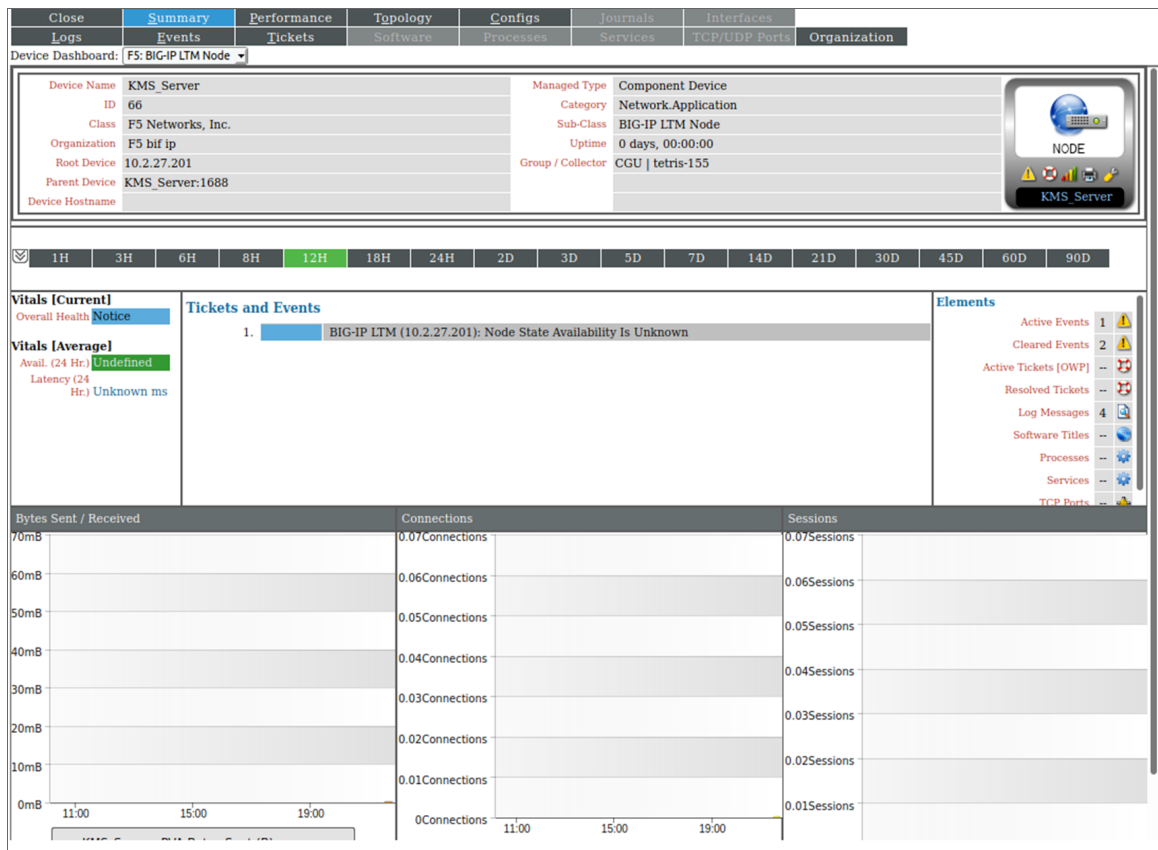 Close Summary Performance Topology Configs Journals Interfaces
Logs Events Tickets Software Processes Services TCP/UDP Ports Organization
Device Dashboard: F5: BIG-IP LTM Node
Device Name KMS_Server Managed Type Component Device
ID 66 Category Network.Application
Class F5 Networks, Inc. Sub-Class BIG-IP LTM Node
Organization F5 bif ip Uptime 0 days, 00:00:00
Root Device 10.2.27.201 Group / Collector CGU | tetris-155
Parent Device KMS_Server:1688
Device Hostname
NODE
KMS_Server
1H 3H 6H 8H 12H 18H 24H 2D 3D 5D 7D 14D 21D 30D 45D 60D 90D
Vitals [Current]
Overall Health Notice
Vitals [Average]
Avail. (24 Hr.) Undefined
Latency (24
Hr.) Unknown ms
Tickets and Events
1. BIG-IP LTM (10.2.27.201): Node State Availability Is Unknown
Elements
Active Events 1
Cleared Events 2
Active Tickets [OWP] --
Resolved Tickets --
Log Messages 4
Software Titles --
Processes --
Services --
TCP Ports --
Bytes Sent / Received
70mB
60mB
50mB
40mB
30mB
20mB
10mB
0mB
11:00 15:00 19:00
Connections
0.07Connections
0.06Connections
0.05Connections
0.04Connections
0.03Connections
0.02Connections
0.01Connections
0Connections
11:00 15:00 19:00
Sessions
0.07Sessions
0.06Sessions
0.05Sessions
0.04Sessions
0.03Sessions
0.02Sessions
0.01Sessions